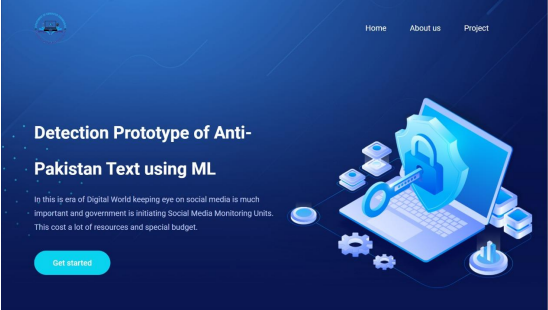 Home About us Project
Detection Prototype of Anti-
Pakistan Text using ML
In this is era of Digital World keeping eye on social media is much
important and government is initiating Social Media Monitoring Units.
This cost a lot of resources and special budget.
Get started